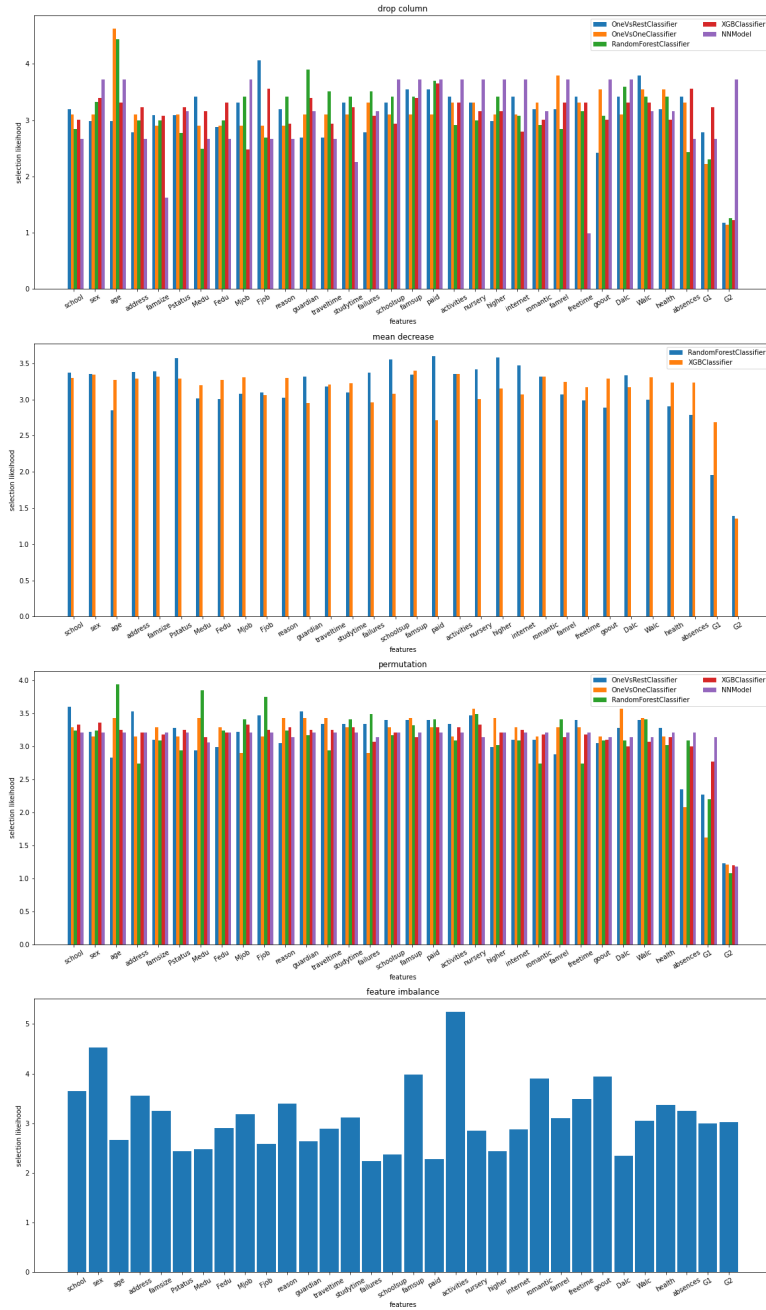 drop column
OneVsRestClassifier
OneVsOneClassifier
RandomForestClassifier
XGBClassifier
NNModel
selection likeihood
4
3
2
1
0
school sex age address famsize Pstatus Medu Fedu Mjob Fjob reason guardian traveltime studytime failures schoolsup famsup paid activities nursery higher internet romantic famrel freetime goout Dalc Walc health absences G1 G2
features
mean decrease
RandomForestClassifier
XGBClassifier
selection likeihood
3.5
3.0
2.5
2.0
1.5
1.0
0.5
0.0
school sex age address famsize Pstatus Medu Fedu Mjob Fjob reason guardian traveltime studytime failures schoolsup famsup paid activities nursery higher internet romantic famrel freetime goout Dalc Walc health absences G1 G2
features
permutation
OneVsRestClassifier
OneVsOneClassifier
RandomForestClassifier
XGBClassifier
NNModel
selection likeihood
4.0
3.5
3.0
2.5
2.0
1.5
1.0
0.5
0.0
school sex age address famsize Pstatus Medu Fedu Mjob Fjob reason guardian traveltime studytime failures schoolsup famsup paid activities nursery higher internet romantic famrel freetime goout Dalc Walc health absences G1 G2
features
feature imbalance
selection likeihood
5
4
3
2
1
0
school sex age address famsize Pstatus Medu Fedu Mjob Fjob reason guardian traveltime studytime failures schoolsup famsup paid activities nursery higher internet romantic famrel freetime goout Dalc Walc health absences G1 G2
features